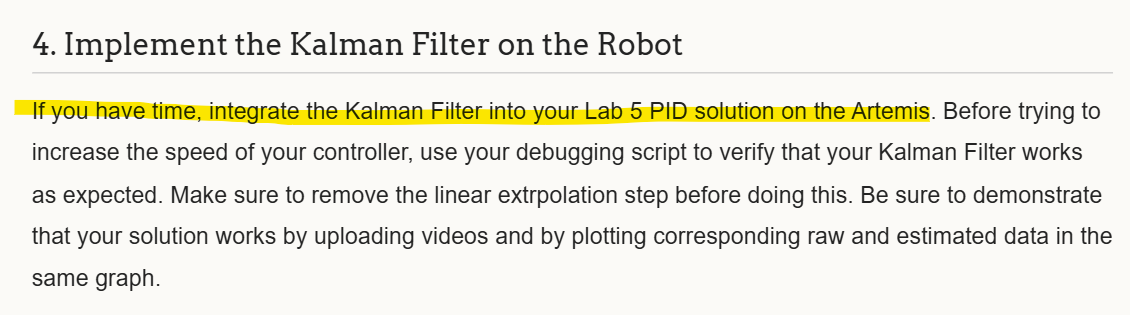 4. Implement the Kalman Filter on the Robot
If you have time, integrate the Kalman Filter into your Lab 5 PID solution on the Artemis. Before trying to
increase the speed of your controller, use your debugging script to verify that your Kalman Filter works
as expected. Make sure to remove the linear extrpolation step before doing this. Be sure to demonstrate
that your solution works by uploading videos and by plotting corresponding raw and estimated data in the
same graph.